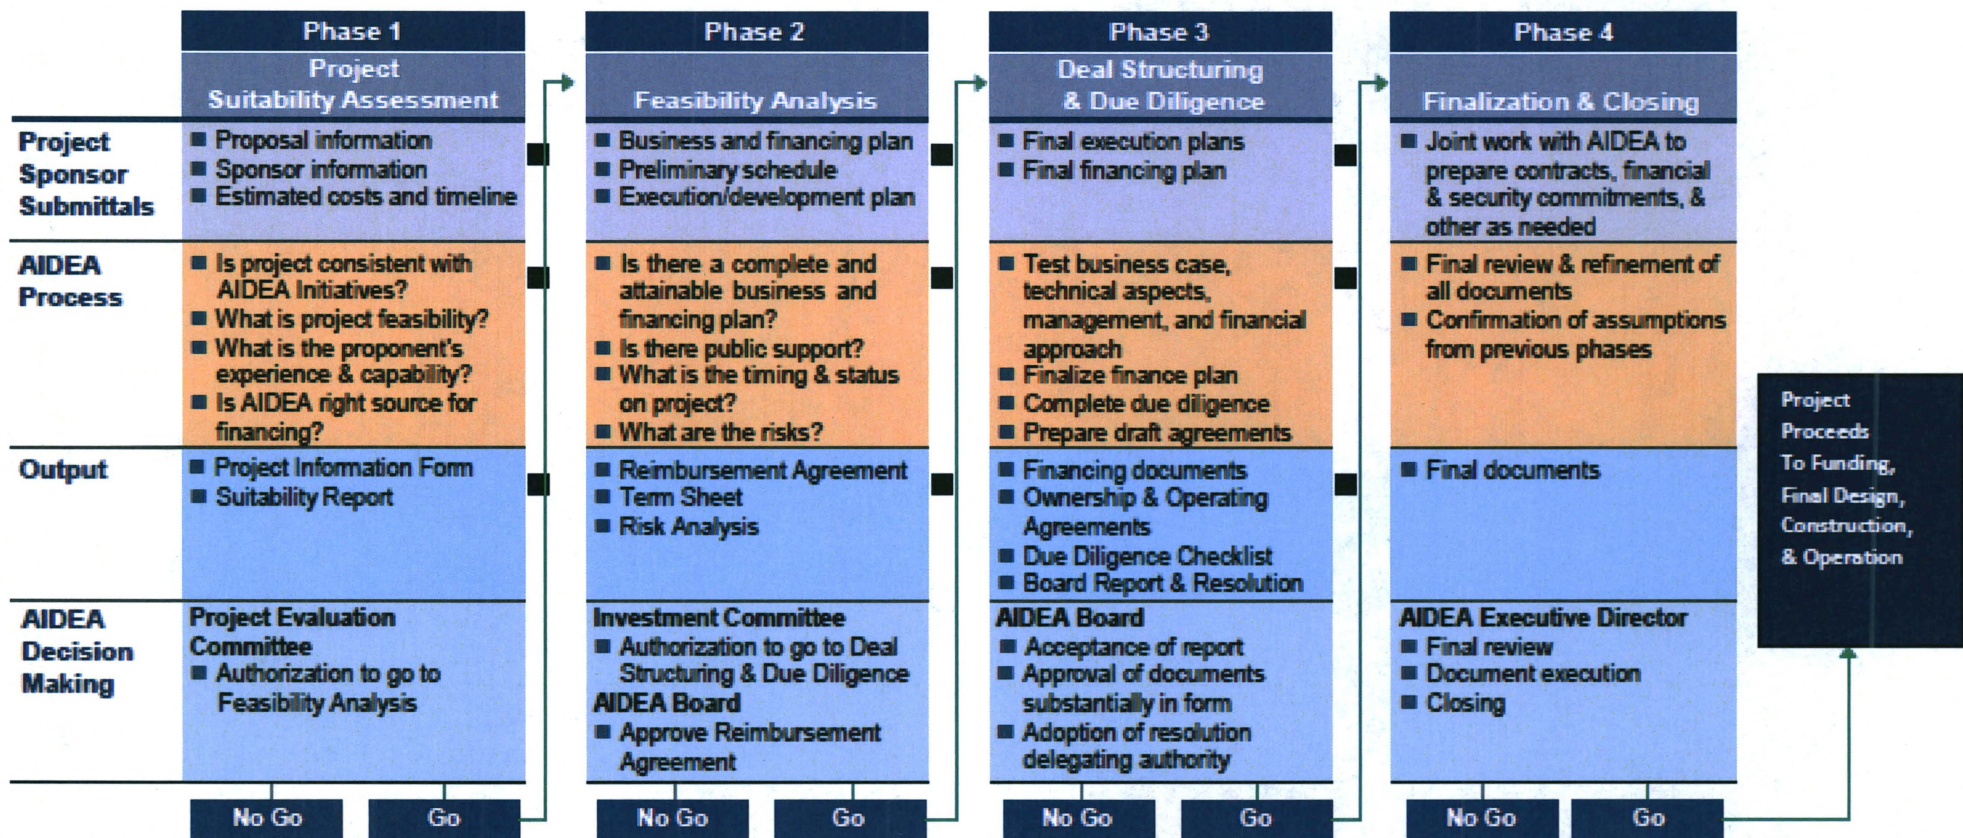 Phase 1
Phase 2
Phase 3
Phase 4
Project
Suitability Assessment
Feasibility Analysis
Deal Structuring
& Due Diligence
Finalization & Closing
Project
Sponsor
Submittals
■ Proposal information
■ Sponsor information
■ Estimated costs and timeline
■ Business and financing plan
■ Preliminary schedule
■ Execution/development plan
■ Final execution plans
■ Final financing plan
■ Joint work with AIDEA to
prepare contracts, financial
& security commitments, &
other as needed
AIDEA
Process
■ Is project consistent with
AIDEA Initiatives?
■ What is project feasibility?
■ What is the proponent's
experience & capability?
■ Is AIDEA right source for
financing?
■ Is there a complete and
attainable business and
financing plan?
■ Is there public support?
■ What is the timing & status
on project?
■ What are the risks?
■ Test business case,
technical aspects,
management, and financial
approach
■ Finalize finance plan
■ Complete due diligence
■ Prepare draft agreements
■ Final review & refinement of
all documents
■ Confirmation of assumptions
from previous phases
Output
■ Project Information Form
■ Suitability Report
■ Reimbursement Agreement
■ Term Sheet
■ Risk Analysis
■ Financing documents
■ Ownership & Operating
Agreements
■ Due Diligence Checklist
■ Board Report & Resolution
■ Final documents
AIDEA
Decision
Making
Project Evaluation
Committee
■ Authorization to go to
Feasibility Analysis
Investment Committee
■ Authorization to go to Deal
Structuring & Due Diligence
AIDEA Board
■ Approve Reimbursement
Agreement
AIDEA Board
■ Acceptance of report
■ Approval of documents
substantially in form
■ Adoption of resolution
delegating authority
AIDEA Executive Director
■ Final review
■ Document execution
■ Closing
No Go
Go
No Go
Go
No Go
Go
No Go
Go
Project
Proceeds
To Funding,
Final Design,
Construction,
& Operation